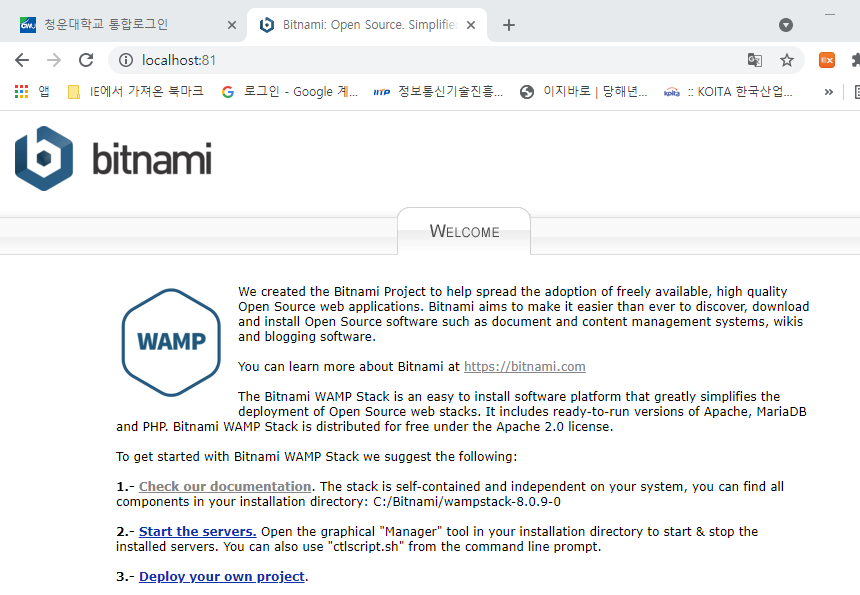 CWU 청운대학교 통합로그인
Bitnami: Open Source. Simplifie
localhost:81
앱 IE에서 가져온 북마크 로그인 - Google 계... IITP 정보통신기술진흥... 이지바로 | 당해년... koita :: KOITA 한국산업... »
bitnami
WELCOME
WAMP
We created the Bitnami Project to help spread the adoption of freely available, high quality
Open Source web applications. Bitnami aims to make it easier than ever to discover, download
and install Open Source software such as document and content management systems, wikis
and blogging software.
You can learn more about Bitnami at https://bitnami.com
The Bitnami WAMP Stack is an easy to install software platform that greatly simplifies the
deployment of Open Source web stacks. It includes ready-to-run versions of Apache, MariaDB
and PHP. Bitnami WAMP Stack is distributed for free under the Apache 2.0 license.
To get started with Bitnami WAMP Stack we suggest the following:
1.- Check our documentation. The stack is self-contained and independent on your system, you can find all
components in your installation directory: C:/Bitnami/wampstack-8.0.9-0
2.- Start the servers. Open the graphical "Manager" tool in your installation directory to start & stop the
installed servers. You can also use "ctlscript.sh" from the command line prompt.
3.- Deploy your own project.